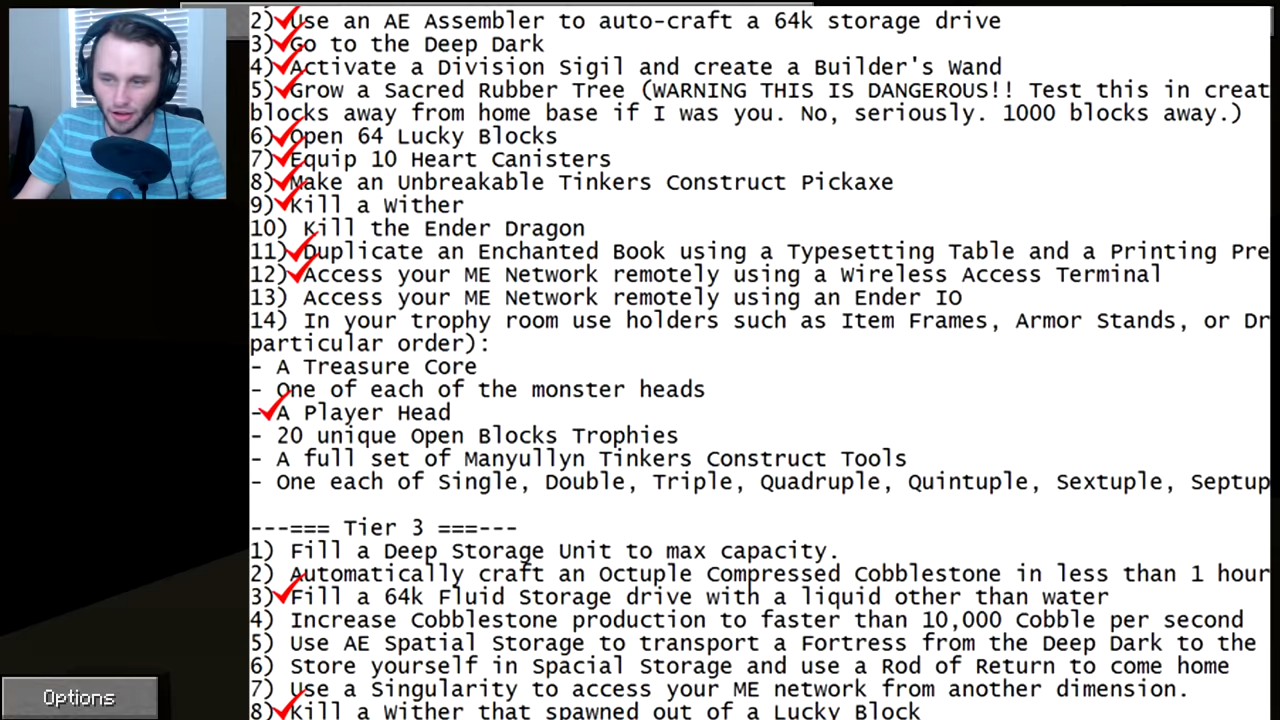 2) Use an AE Assembler to auto-craft a 64k storage drive
3) Go to the Deep Dark
4) Activate a Division Sigil and create a Builder's Wand
5) Grow a Sacred Rubber Tree (WARNING THIS IS DANGEROUS!! Test this in creat
blocks away from home base if I was you. No, seriously. 1000 blocks away.)
6) Open 64 Lucky Blocks
7) Equip 10 Heart Canisters
8) Make an Unbreakable Tinkers Construct Pickaxe
9) Kill a Wither
10) Kill the Ender Dragon
11) Duplicate an Enchanted Book using a Typesetting Table and a Printing Pre
12) Access your ME Network remotely using a Wireless Access Terminal
13) Access your ME Network remotely using an Ender IO
14) In your trophy room use holders such as Item Frames, Armor Stands, or Dr
particular order):
- A Treasure Core
- One of each of the monster heads
- A Player Head
- 20 unique Open Blocks Trophies
- A full set of Manyullyn Tinkers Construct Tools
- One each of Single, Double, Triple, Quadruple, Quintuple, Sextuple, Septup
---=== Tier 3 ===---
1) Fill a Deep Storage Unit to max capacity.
2) Automatically craft an Octuple Compressed Cobblestone in less than 1 hour
3) Fill a 64k Fluid Storage drive with a liquid other than water
4) Increase Cobblestone production to faster than 10,000 Cobble per second
5) Use AE Spatial Storage to transport a Fortress from the Deep Dark to the
6) Store yourself in Spacial Storage and use a Rod of Return to come home
7) Use a Singularity to access your ME network from another dimension.
8) Kill a Wither that spawned out of a Lucky Block
Options